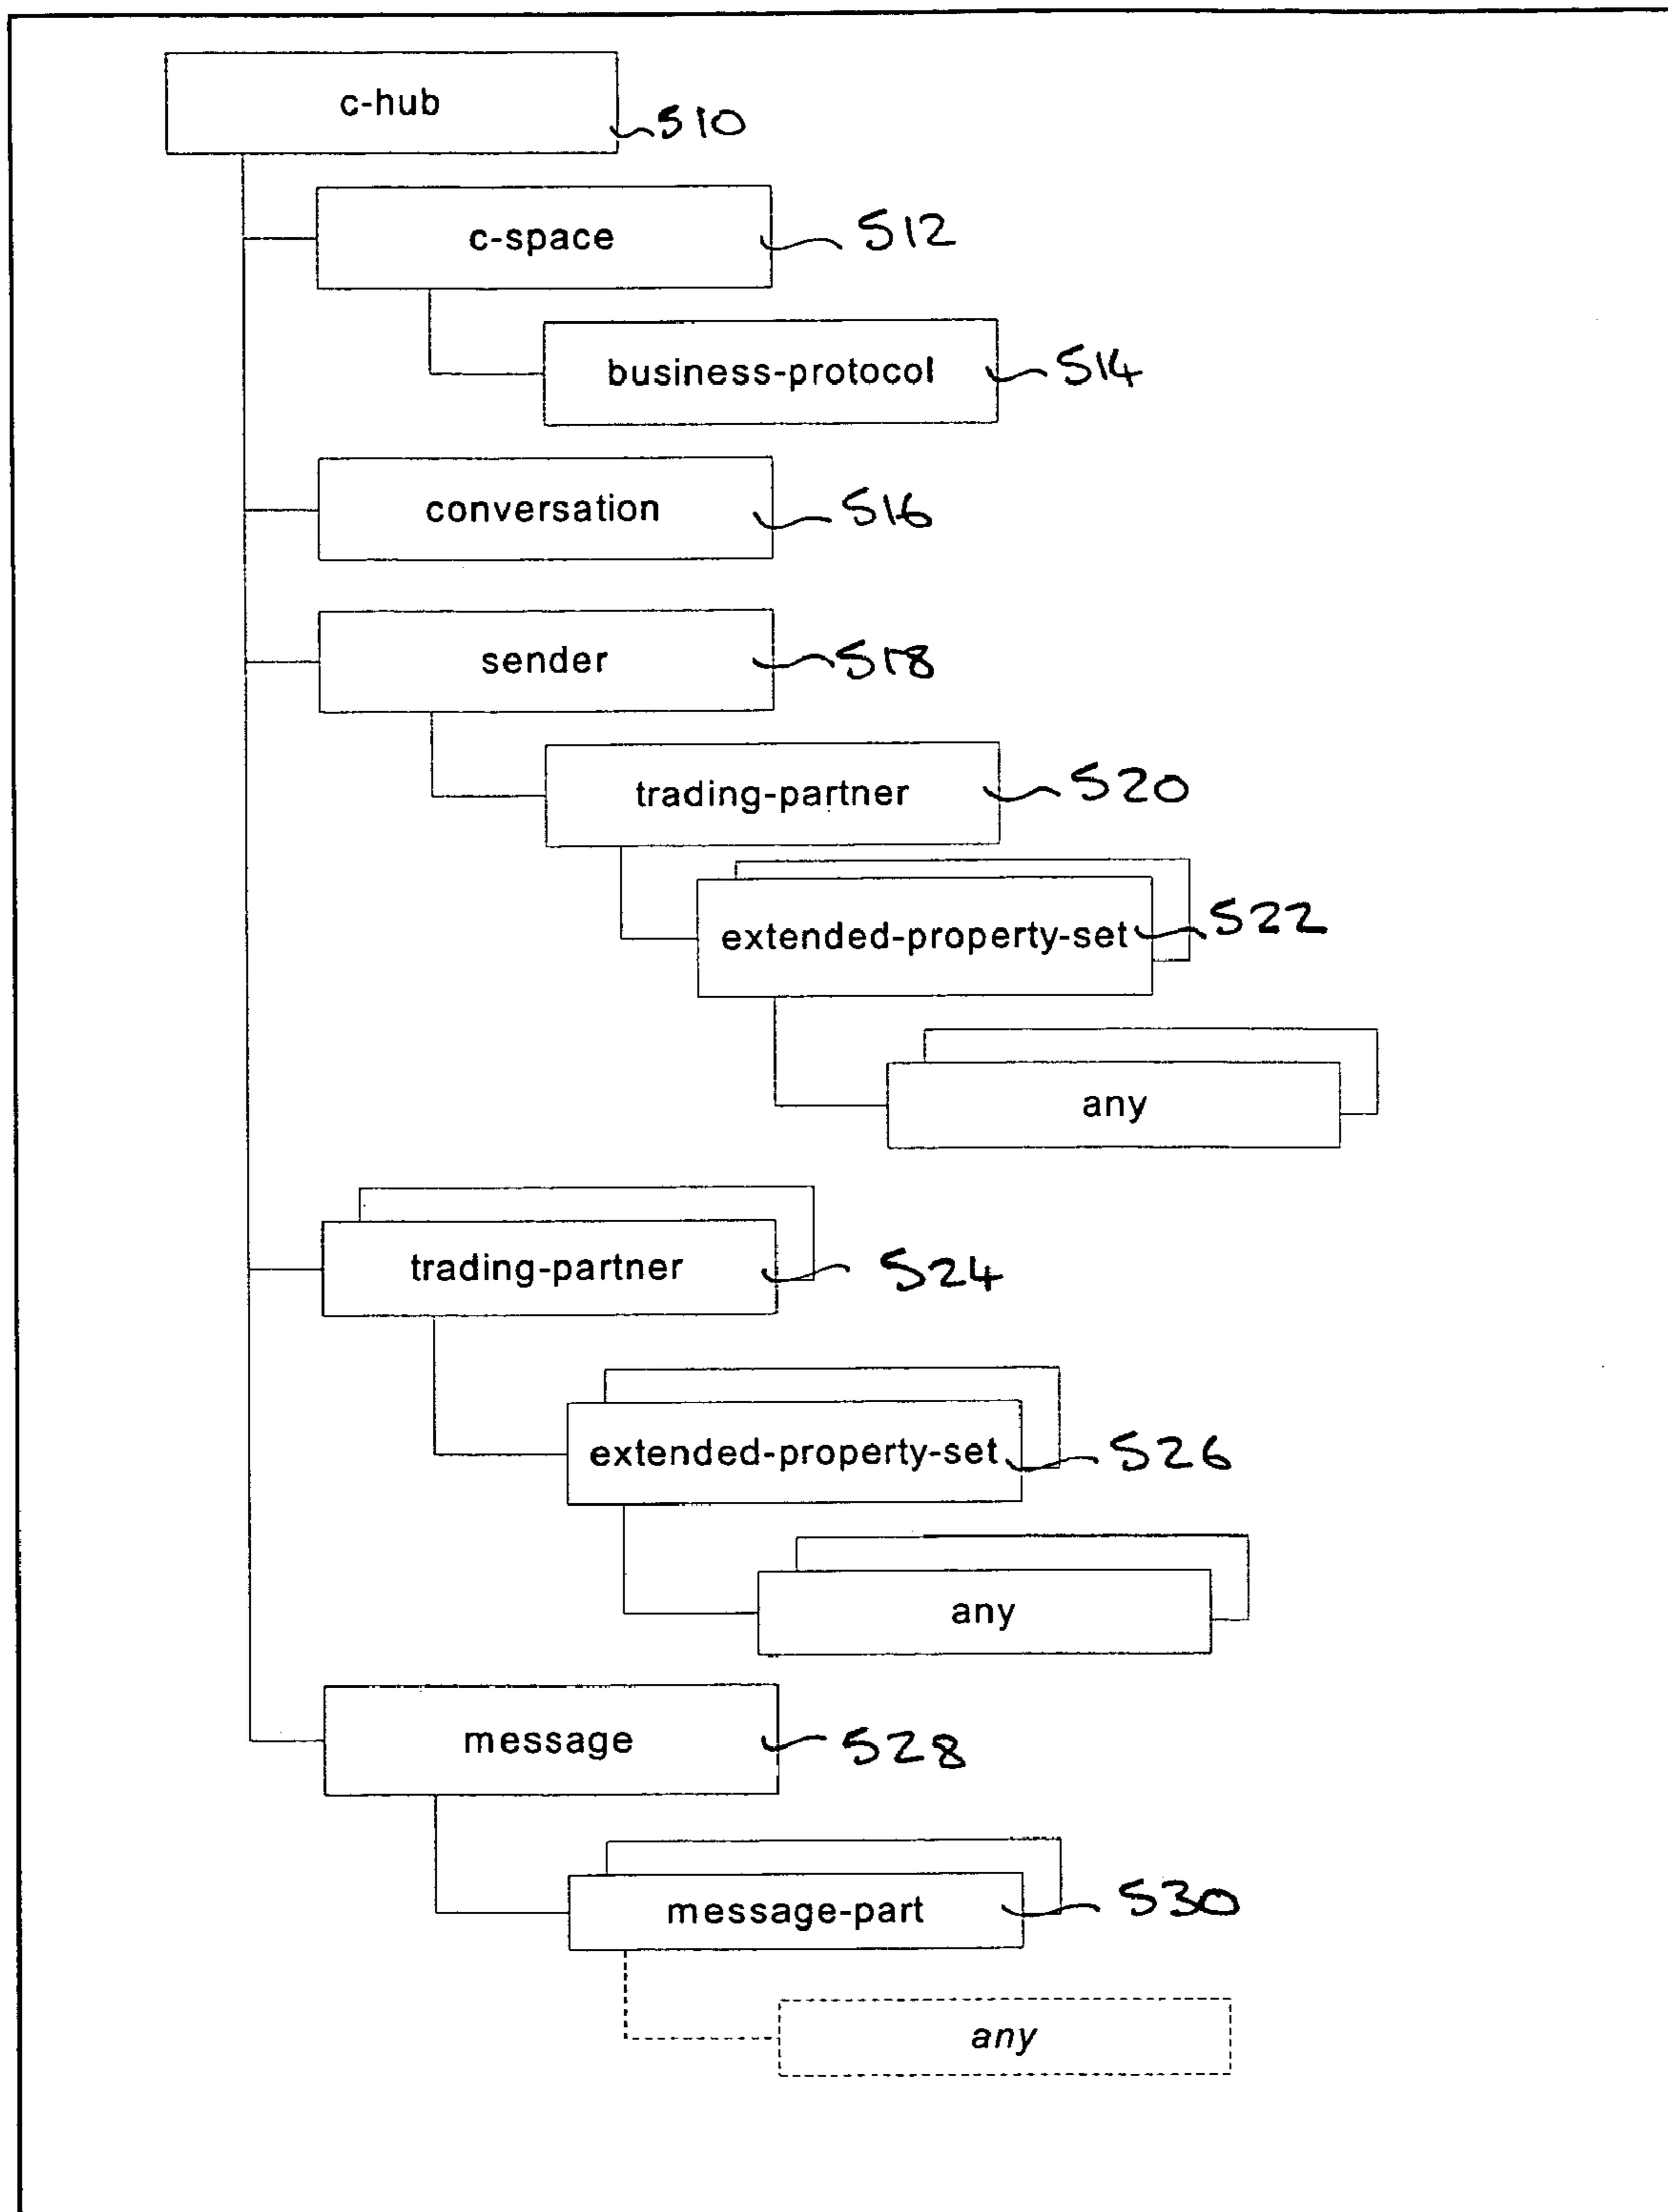 c-hub 510
c-space 512
business-protocol 514
conversation 516
sender 518
trading-partner 520
extended-property-set 522
any
trading-partner 524
extended-property-set 526
any
message 528
message-part 530
any